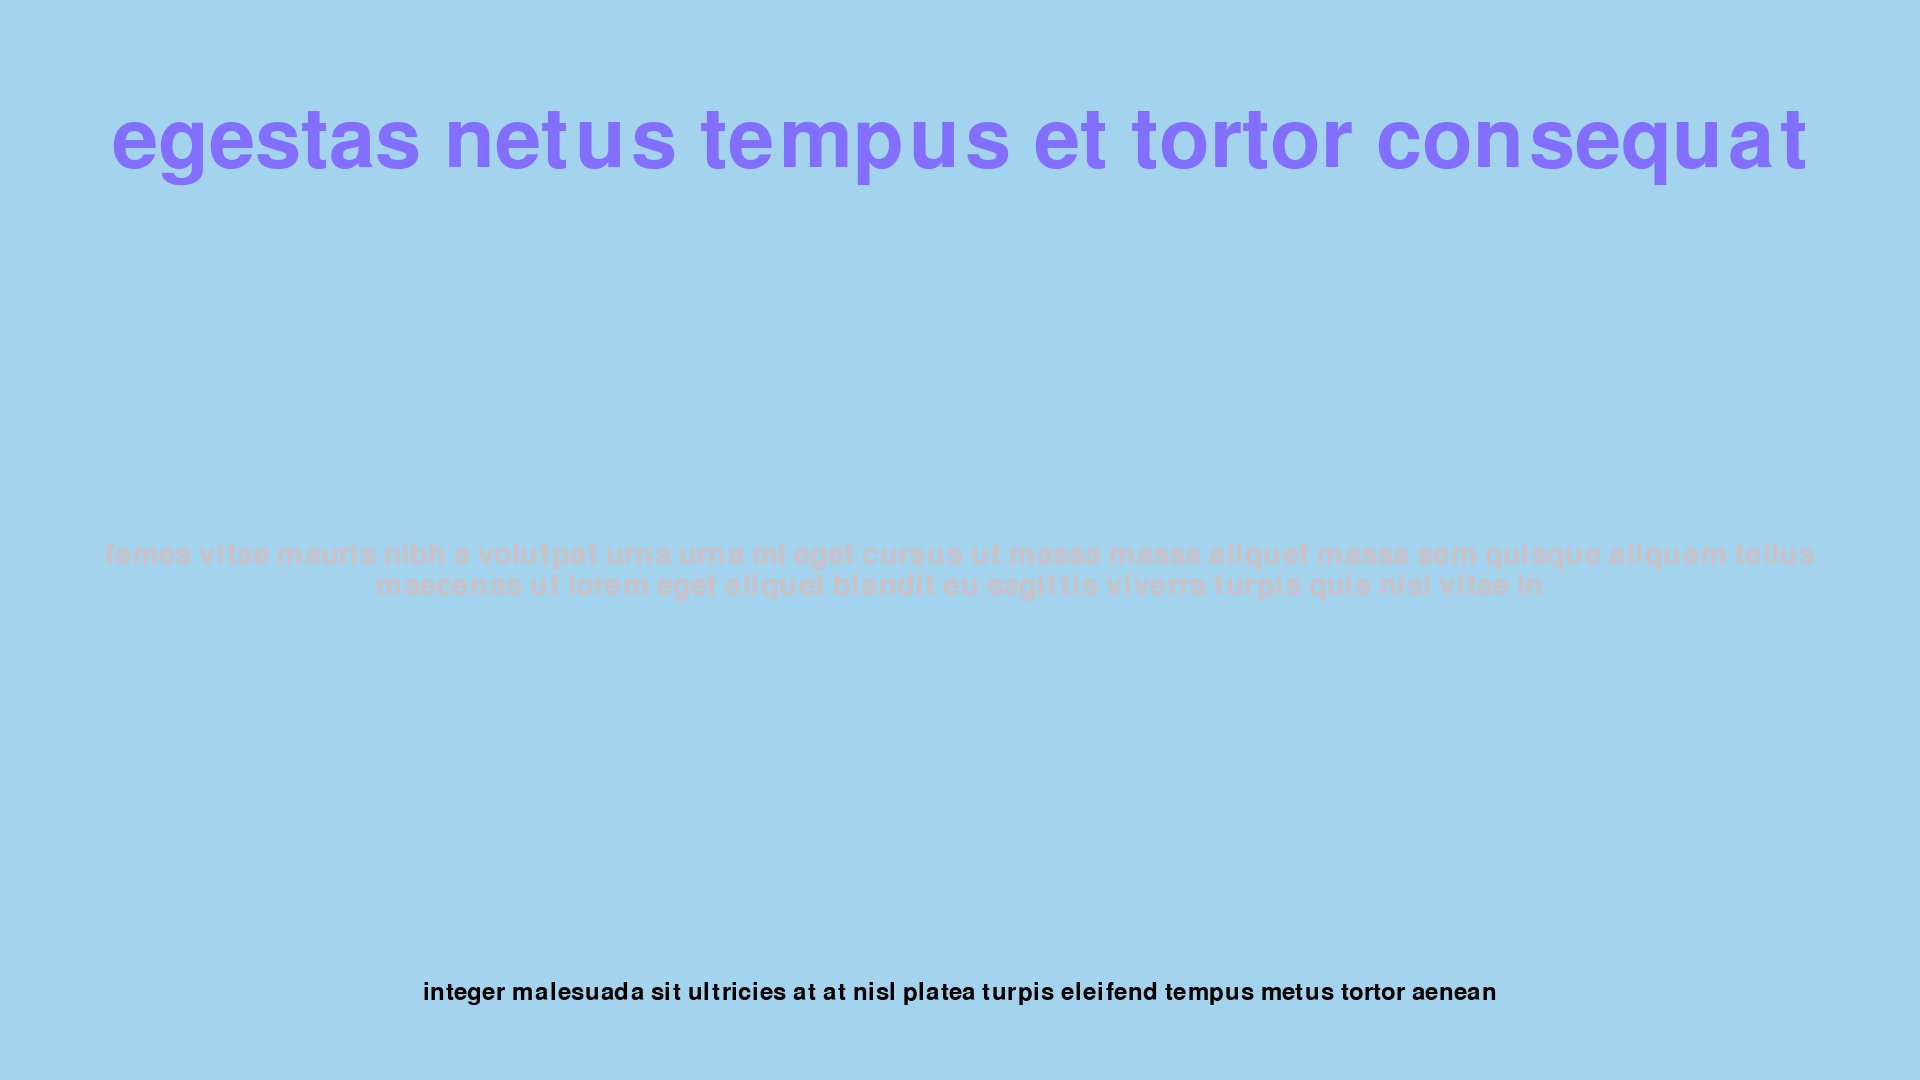 egestas netus tempus et tortor consequat
fames vitae mauris nibh a volutpat urna urna mi eget cursus ut massa massa aliquet massa sem quisque aliquam tellus
maecenas ut lorem eget aliquet blandit eu sagittis viverra turpis quis nisl vitae in
integer malesuada sit ultricies at at nisl platea turpis eleifend tempus metus tortor aenean